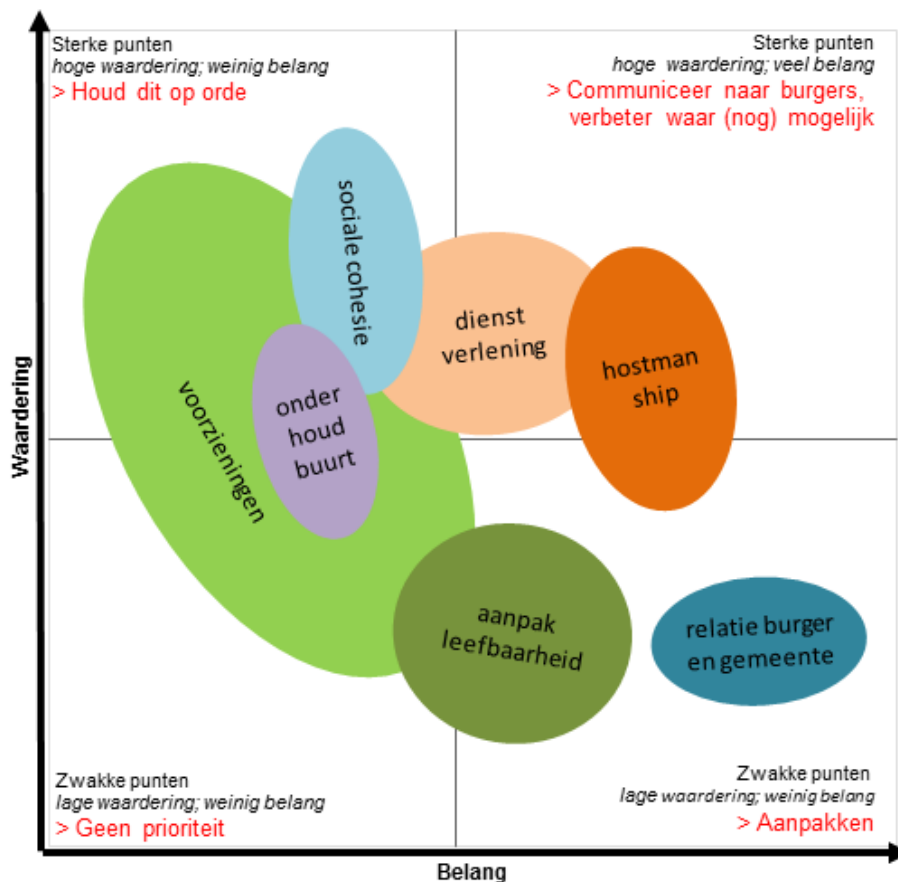 Sterke punten
hoge waardering; weinig belang
> Houd dit op orde
Sterke punten
hoge waardering; veel belang
> Communiceer naar burgers,
verbeter waar (nog) mogelijk
sociale cohesie
dienst
verlening
hostman
ship
onder
houd
buurt
voorzieningen
Waardering
aanpak
leefbaarheid
relatie burger
en gemeente
Zwakke punten
lage waardering; weinig belang
> Geen prioriteit
Zwakke punten
lage waardering; weinig belang
> Aanpakken
Belang